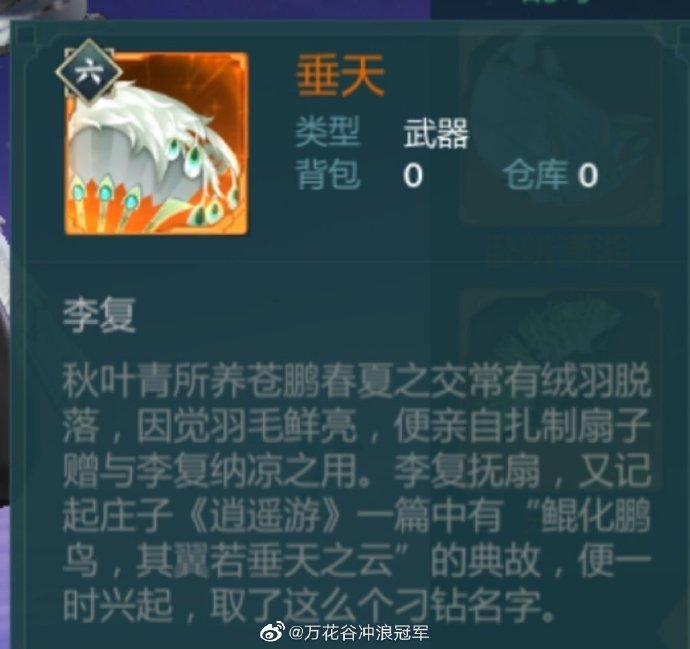 六
垂天
类型 武器
背包 0 仓库 0
李复
秋叶青所养苍鹏春夏之交常有绒羽脱
落，因觉羽毛鲜亮，便亲自扎制扇子
赠与李复纳凉之用。李复抚扇，又记
起庄子《逍遥游》一篇中有“鲲化鹏
鸟，其翼若垂天之云”的典故，便一
时兴起，取了这么个刁钻名字。
@万花谷冲浪冠军